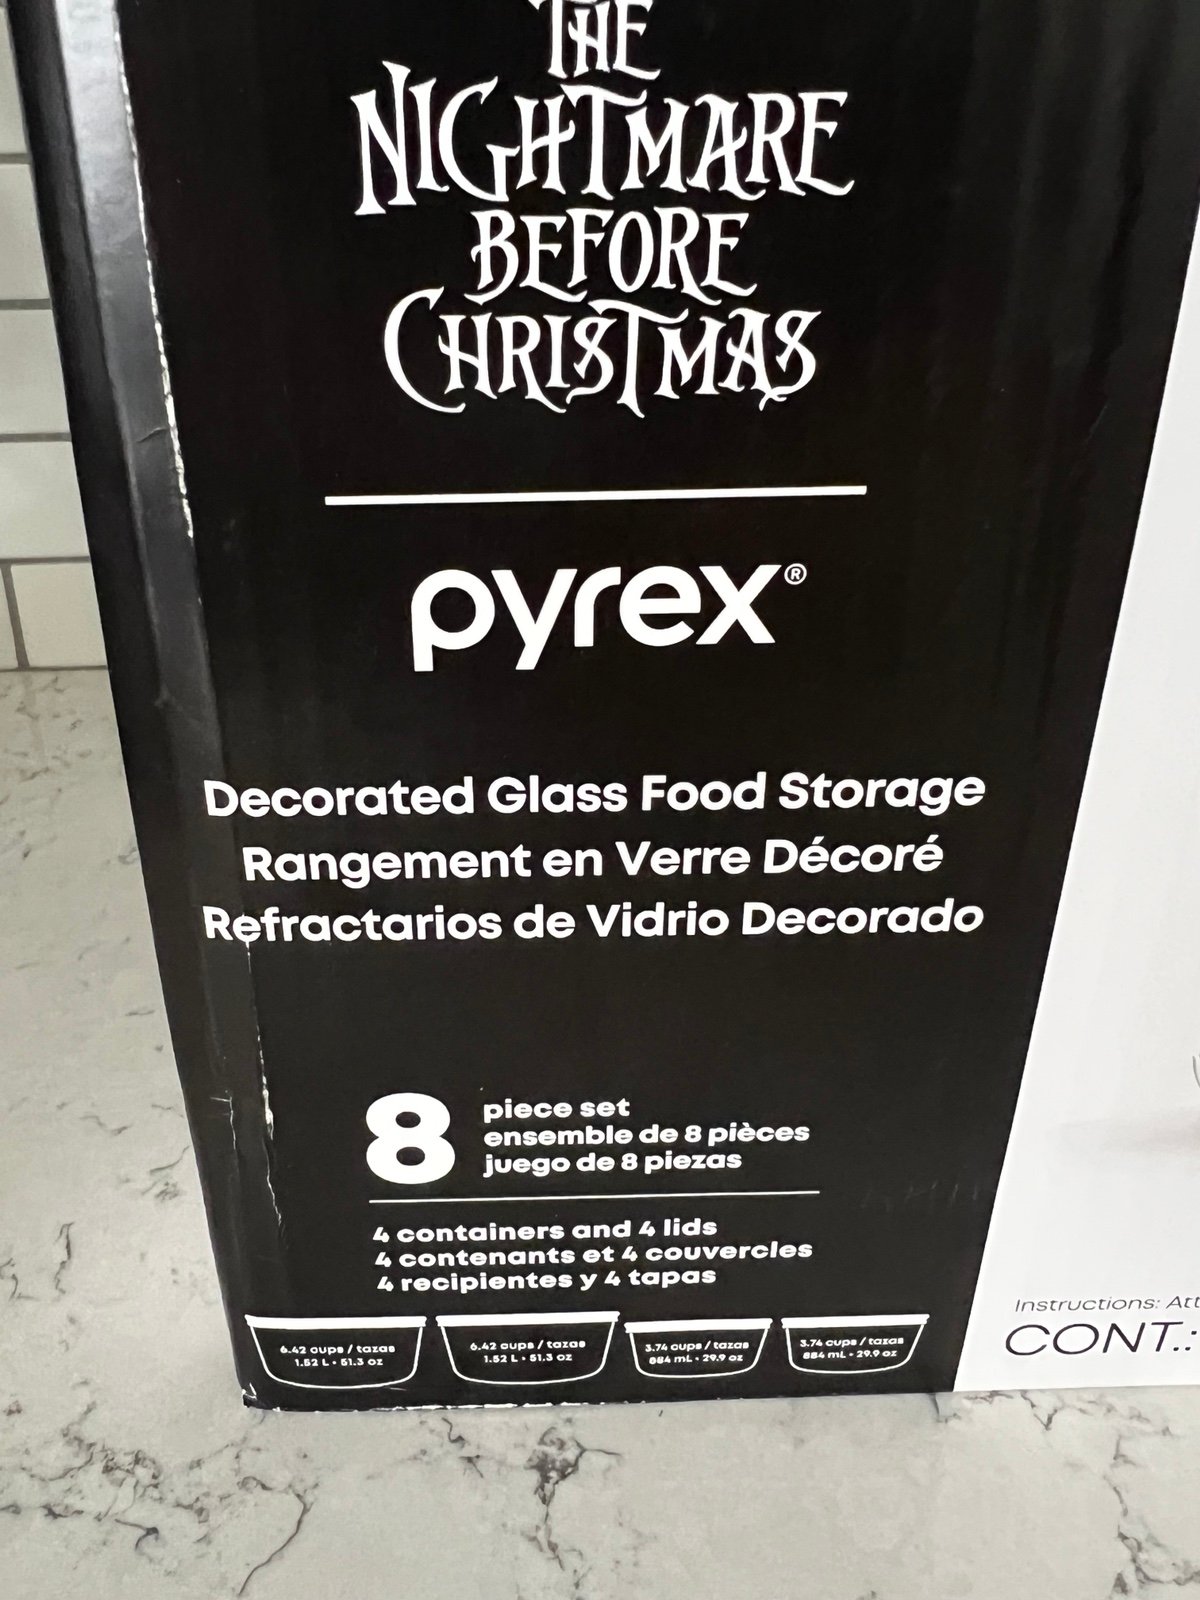 THE
NIGHTMARE
BEFORE
CHRISTMAS
pyrex®
Decorated Glass Food Storage
Rangement en Verre Décoré
Refractarios de Vidrio Decorado
8 piece set
ensemble de 8 pièces
juego de 8 piezas
4 containers and 4 lids
4 contenants et 4 couvercles
4 recipientes y 4 tapas
6.42 cups / tazas
1.52 L • 51.3 oz
6.42 cups / tazas
1.52 L • 51.3 oz
3.74 cups / tazas
884 mL • 29.9 oz
3.74 cups / tazas
884 mL • 29.9 oz
Instructions:
CONT.: